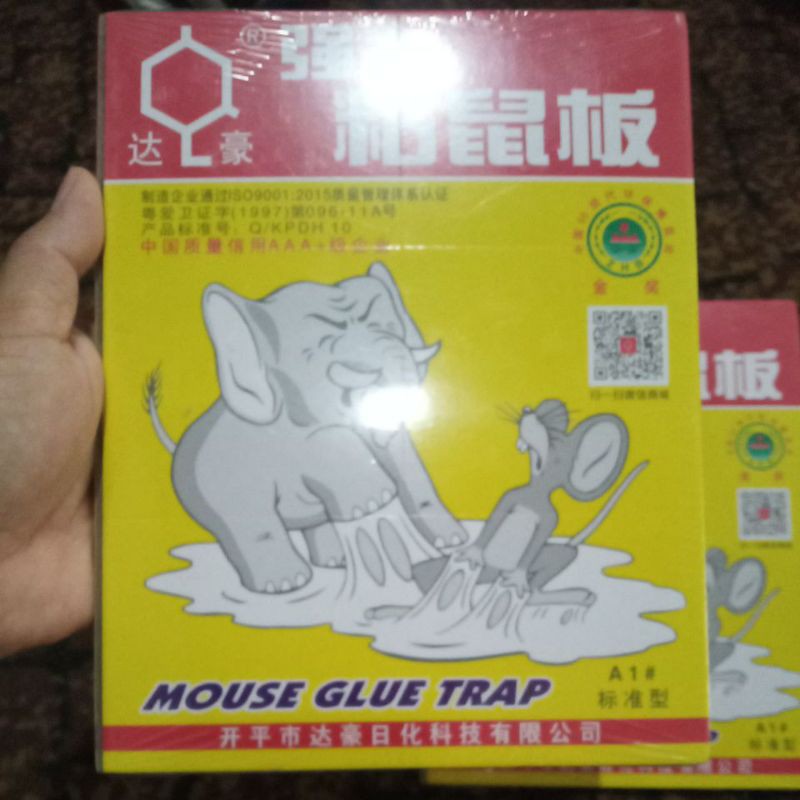 达豪
®
强
粘鼠板
制造企业通过ISO9001:2015质量管理体系认证
粤爱卫证字(1997)第096-11A号
产品标准号: Q/KPDH 10
中国质量信用AAA+级企业
ZHB
金奖
扫一扫微信商城
MOUSE GLUE TRAP
A1#
标准型
开平市达豪日化科技有限公司
鼠板
A1#
标准型